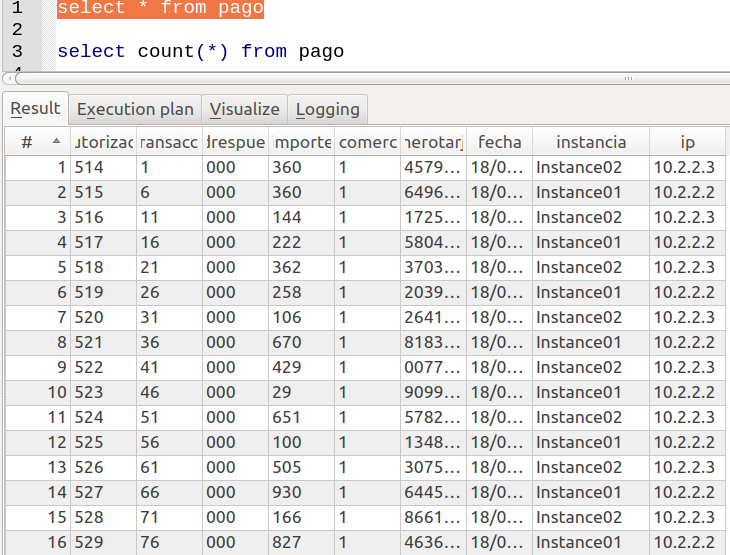 1 select * from pago
2
3 select count(*) from pago
Result Execution plan Visualize Logging
# utorizac ransacc drespue mporte comerc nerotarj fecha instancia ip
1 514 1 000 360 1 4579... 18/0... Instance02 10.2.2.3
2 515 6 000 360 1 6496... 18/0... Instance01 10.2.2.2
3 516 11 000 144 1 1725... 18/0... Instance02 10.2.2.3
4 517 16 000 222 1 5804... 18/0... Instance01 10.2.2.2
5 518 21 000 362 1 3703... 18/0... Instance02 10.2.2.3
6 519 26 000 258 1 2039... 18/0... Instance01 10.2.2.2
7 520 31 000 106 1 2641... 18/0... Instance02 10.2.2.3
8 521 36 000 670 1 8183... 18/0... Instance01 10.2.2.2
9 522 41 000 429 1 0077... 18/0... Instance02 10.2.2.3
10 523 46 000 29 1 9099... 18/0... Instance01 10.2.2.2
11 524 51 000 651 1 5782... 18/0... Instance02 10.2.2.3
12 525 56 000 100 1 1348... 18/0... Instance01 10.2.2.2
13 526 61 000 505 1 3075... 18/0... Instance02 10.2.2.3
14 527 66 000 930 1 6445... 18/0... Instance01 10.2.2.2
15 528 71 000 166 1 8661... 18/0... Instance02 10.2.2.3
16 529 76 000 827 1 4636... 18/0... Instance01 10.2.2.2